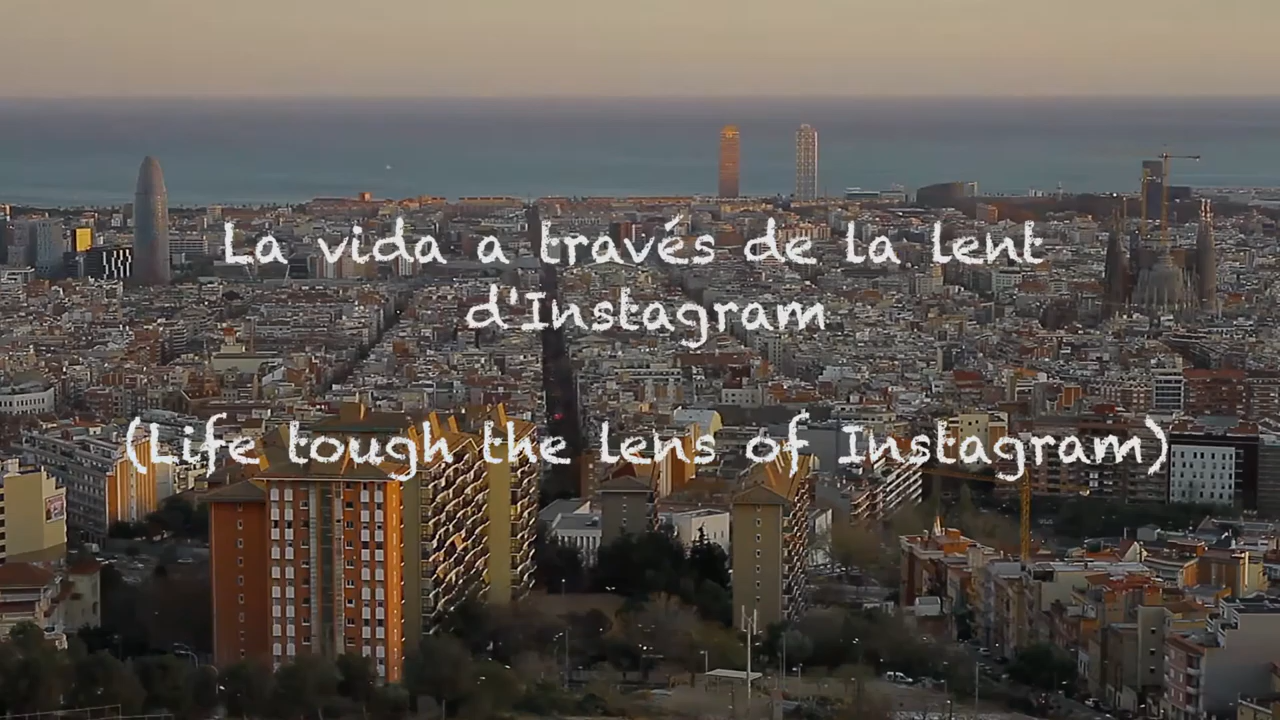 La vida a través de la lent
d'Instagram
(Life tough the lens of Instagram)